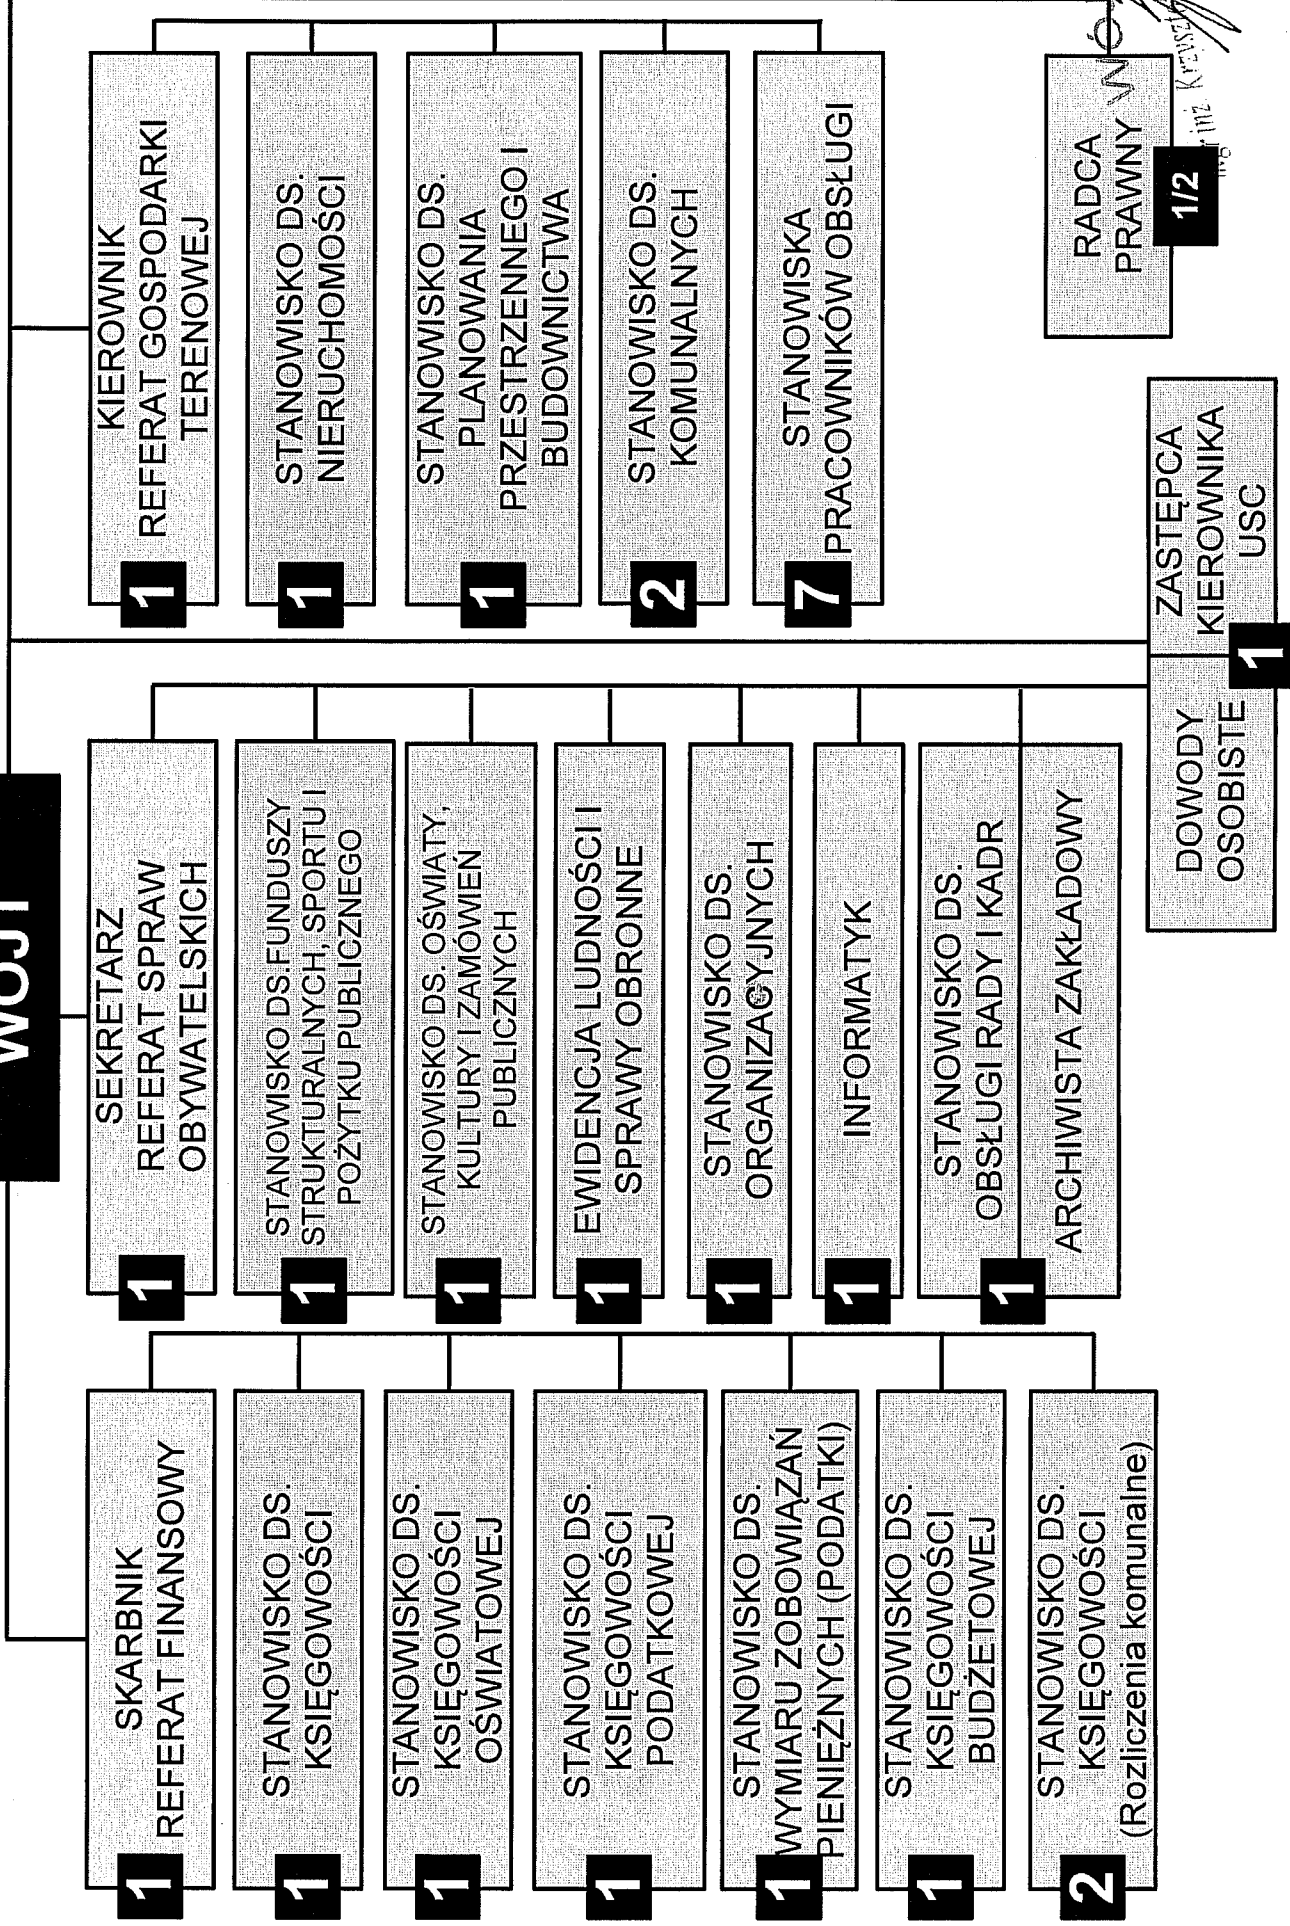 WÓJT
SKARBNIK
REFERAT FINANSOWY
1
STANOWISKO DS.
KSIĘGOWOŚCI
1
STANOWISKO DS.
KSIĘGOWOŚCI
OŚWIATOWEJ
1
STANOWISKO DS.
KSIĘGOWOŚCI
PODATKOWEJ
1
STANOWISKO DS.
WYMIARU ZOBOWIĄZAŃ
PIENIĘŻNYCH (PODATKI)
1
STANOWISKO DS.
KSIĘGOWOŚCI
BUDŻETOWEJ
1
STANOWISKO DS.
KSIĘGOWOŚCI
(Rozliczenia komunalne)
2
SEKRETARZ
REFERAT SPRAW
OBYWATELSKICH
1
STANOWISKO DS.FUNDUSZY
STRUKTURALNYCH, SPORTU I
POŻYTKU PUBLICZNEGO
1
STANOWISKO DS. OŚWIATY,
KULTURY I ZAMÓWIEŃ
PUBLICZNYCH
1
EWIDENCJA LUDNOŚCI I
SPRAWY OBRONNE
1
STANOWISKO DS.
ORGANIZACYJNYCH
1
INFORMATYK
1
STANOWISKO DS.
OBSŁUGI RADY I KADR
1
ARCHIWISTA ZAKŁADOWY
DOWODY
OSOBISTE
ZASTĘPCA
KIEROWNIKA
USC
1
KIEROWNIK
REFERAT GOSPODARKI
TERENOWEJ
1
STANOWISKO DS.
NIERUCHOMOŚCI
1
STANOWISKO DS.
PLANOWANIA
PRZESTRZENNEGO I
BUDOWNICTWA
1
STANOWISKO DS.
KOMUNALNYCH
2
STANOWISKA
PRACOWNIKÓW OBSŁUGI
7
RADCA
PRAWNY
1/2
WÓ
mgr inż. Krzyszt